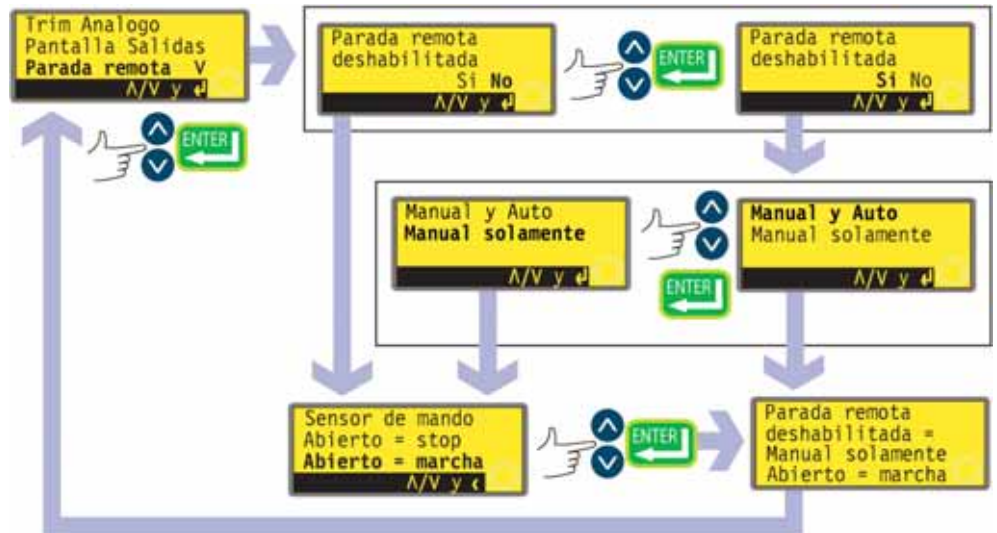 Trim Analogo
Pantalla Salidas
Parada remota V
Λ/V y ↲
ENTER
Parada remota
deshabilitada
Si No
Λ/V y ↲
ENTER
Parada remota
deshabilitada
Si No
Λ/V y ↲
Manual y Auto
Manual solamente
Λ/V y ↲
ENTER
Manual y Auto
Manual solamente
Λ/V y ↲
Sensor de mando
Abierto = stop
Abierto = marcha
Λ/V y ‹
ENTER
Parada remota
deshabilitada =
Manual solamente
Abierto = marcha